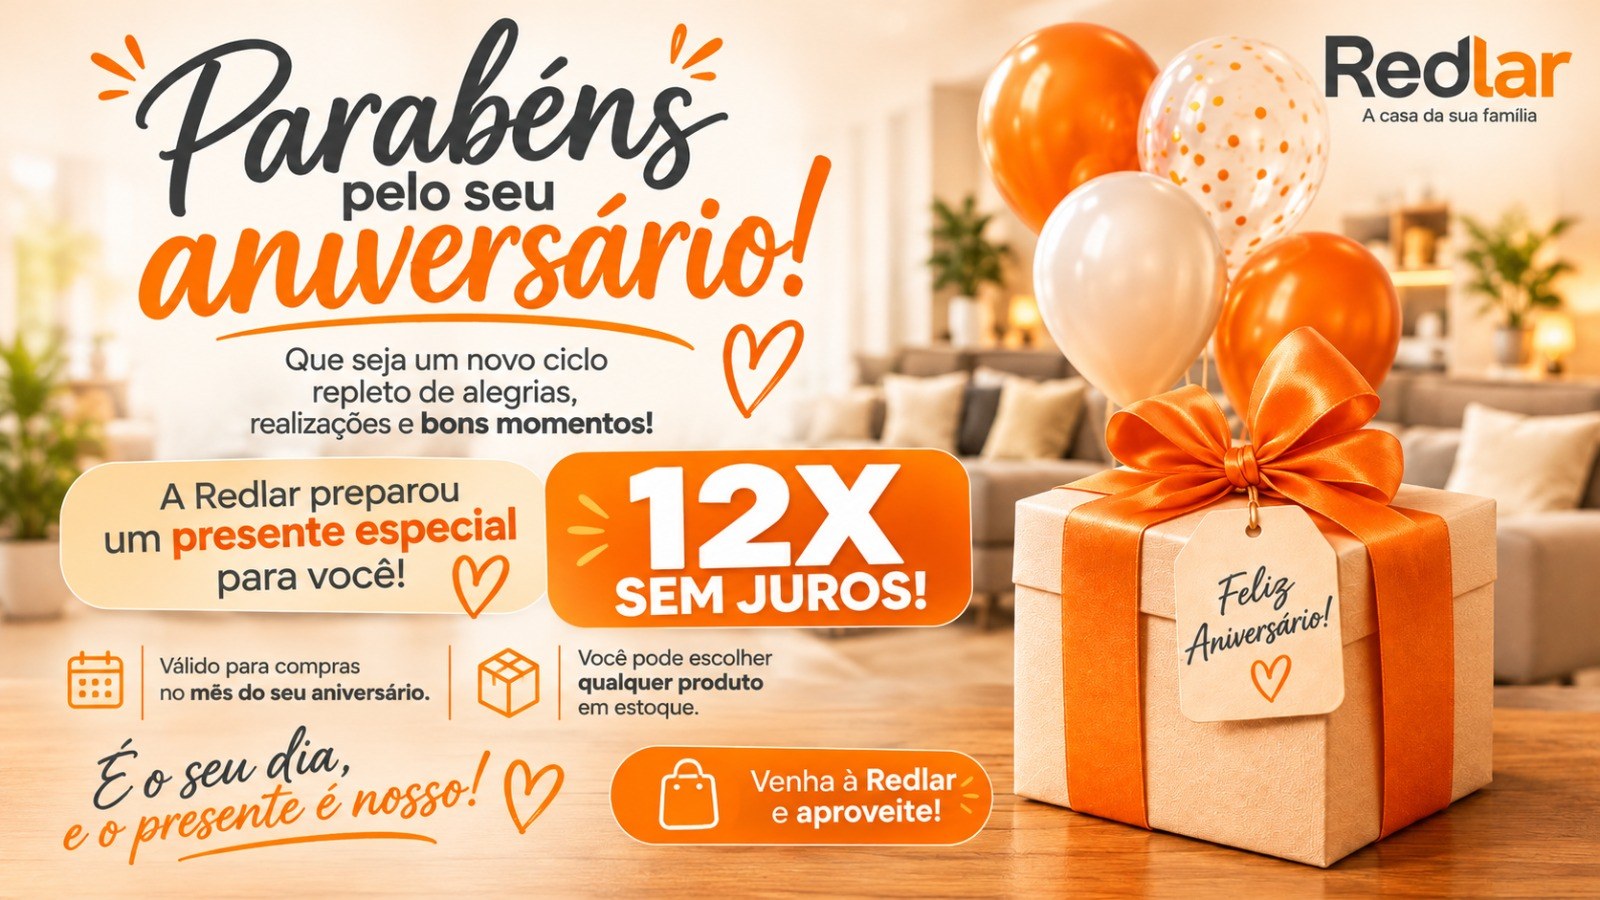 Parabéns
pelo seu
aniversário!
Que seja um novo ciclo
repleto de alegrias,
realizações e bons momentos!
A Redlar preparou
um presente especial
para você!
12X
SEM JUROS!
Válido para compras
no mês do seu aniversário.
Você pode escolher
qualquer produto
em estoque.
É o seu dia,
e o presente é nosso!
Venha à Redlar
e aproveite!
Redlar
A casa da sua família
Feliz
Aniversário!